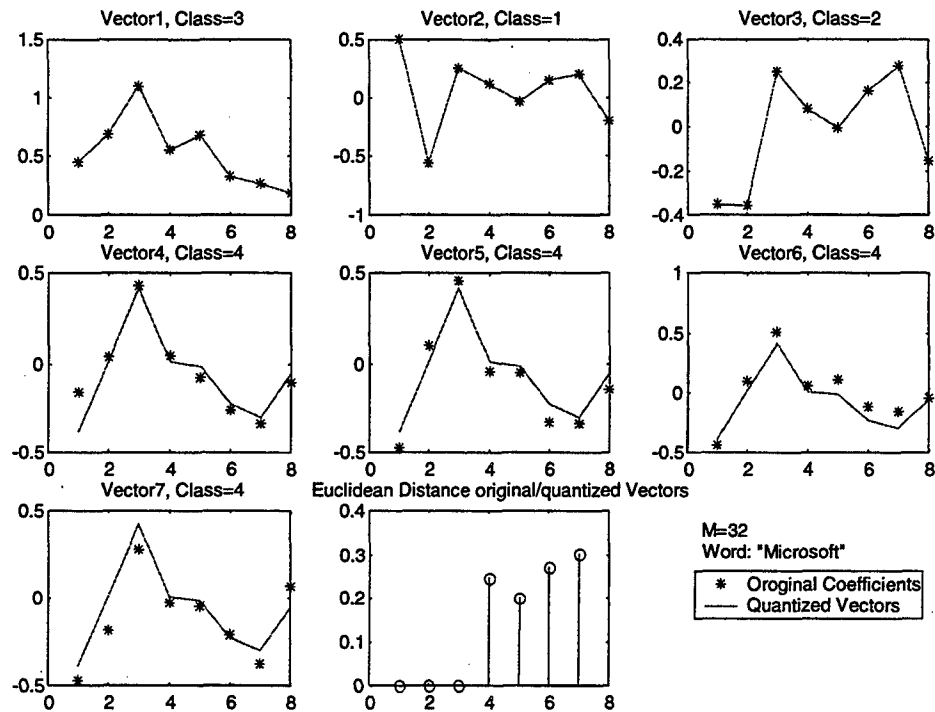 Vector1, Class=3
1.5
1
0.5
0
0 2 4 6 8
Vector2, Class=1
0.5
0
-0.5
-1
0 2 4 6 8
Vector3, Class=2
0.4
0.2
0
-0.2
-0.4
0 2 4 6 8
Vector4, Class=4
0.5
0
-0.5
0 2 4 6 8
Vector5, Class=4
0.5
0
-0.5
0 2 4 6 8
Vector6, Class=4
1
0.5
0
-0.5
0 2 4 6 8
Vector7, Class=4
0.5
0
-0.5
0 2 4 6 8
Euclidean Distance original/quantized Vectors
0.4
0.3
0.2
0.1
0
0 2 4 6 8
M=32
Word: "Microsoft"
Oroginal Coefficients
Quantized Vectors